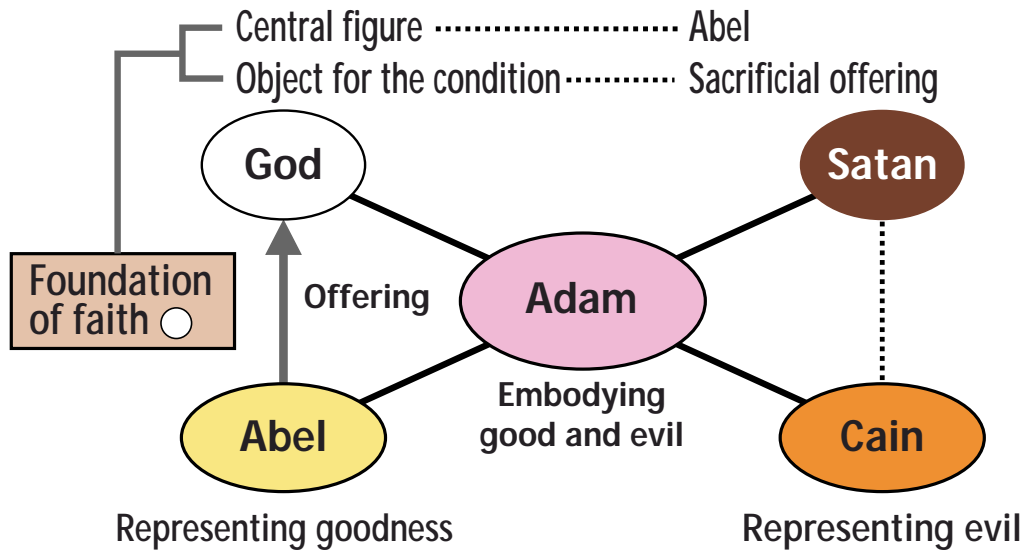 Central figure Abel
Object for the condition Sacrificial offering
God
Satan
Foundation
of faith
Offering
Adam
Embodying
good and evil
Abel
Cain
Representing goodness
Representing evil